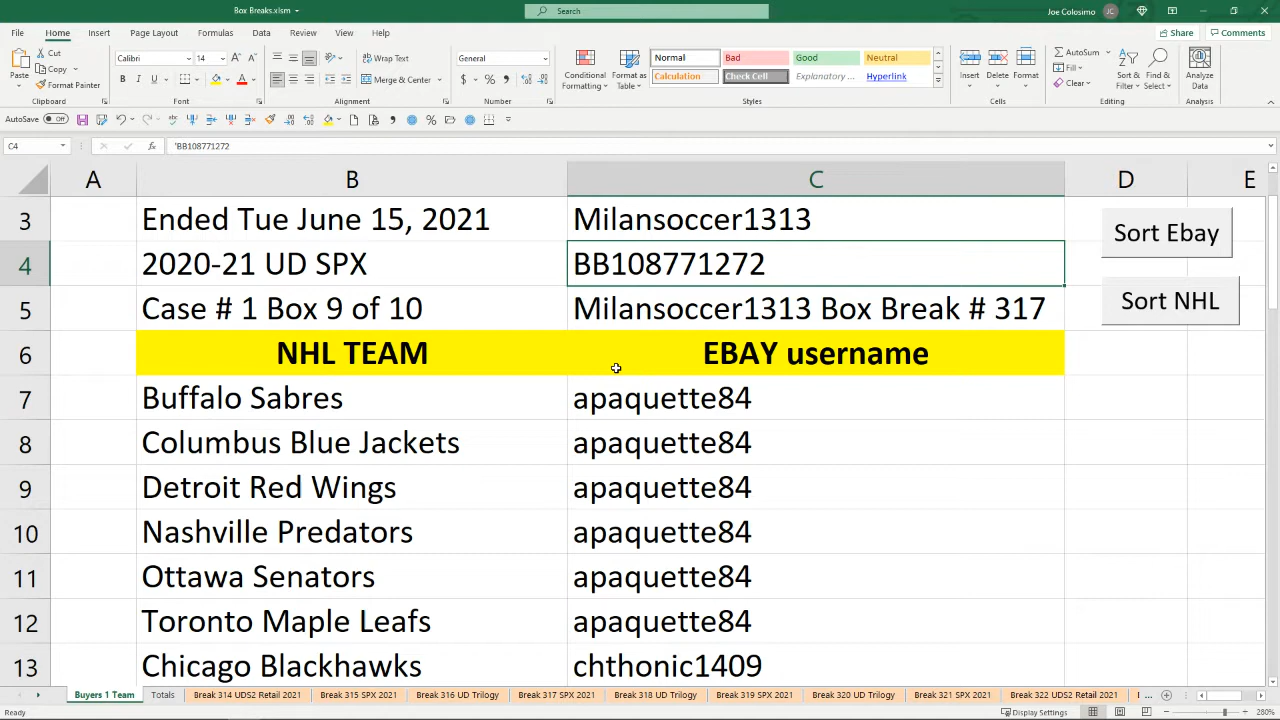 Box Breaks.xlsm
Search
Joe Colosimo JC
File Home Insert Page Layout Formulas Data Review View Help
Share Comments
Paste Cut Copy Format Painter
Calibri 14
Wrap Text
Merge & Center
General
Conditional Formatting
Format as Table
Normal Bad Good Neutral
Calculation Check Cell Explanatory ... Hyperlink
Insert Delete Format
AutoSum
Fill
Clear
Sort & Filter
Find & Select
Analyze Data
Clipboard Font Alignment Number Styles Cells Editing Analysis
AutoSave Off
C4 'BB108771272
A B C D E
3 Ended Tue June 15, 2021 Milansoccer1313
Sort Ebay
4 2020-21 UD SPX BB108771272
5 Case # 1 Box 9 of 10 Milansoccer1313 Box Break # 317
Sort NHL
6 NHL TEAM EBAY username
7 Buffalo Sabres apaquette84
8 Columbus Blue Jackets apaquette84
9 Detroit Red Wings apaquette84
10 Nashville Predators apaquette84
11 Ottawa Senators apaquette84
12 Toronto Maple Leafs apaquette84
13 Chicago Blackhawks chthonic1409
Buyers 1 Team Totals Break 314 UDS2 Retail 2021 Break 315 SPX 2021 Break 316 UD Trilogy Break 317 SPX 2021 Break 318 UD Trilogy Break 319 SPX 2021 Break 320 UD Trilogy Break 321 SPX 2021 Break 322 UDS2 Retail 2021 ...
Ready Display Settings 280%